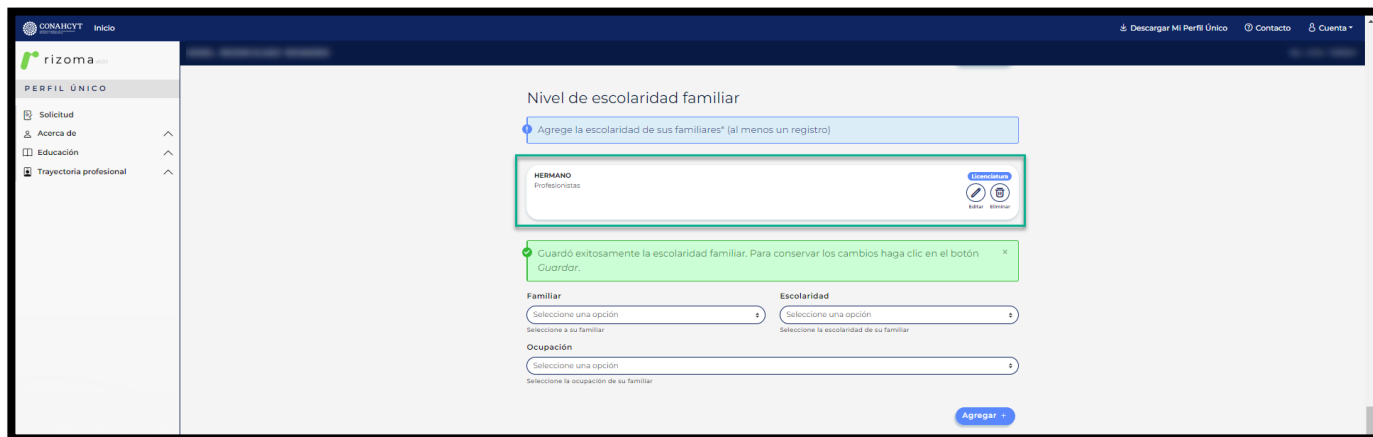 CONAHCYT Inicio
Descargar Mi Perfil Único Contacto Cuenta
rizoma
PERFIL ÚNICO
Solicitud
Acerca de
Educación
Trayectoria profesional
Nivel de escolaridad familiar
Agrege la escolaridad de sus familiares* (al menos un registro)
HERMANO
Profesionistas
Licenciatura
Editar Eliminar
Guardó exitosamente la escolaridad familiar. Para conservar los cambios haga clic en el botón ×
Guardar.
Familiar Escolaridad
Seleccione una opción Seleccione una opción
Seleccione a su familiar Seleccione la escolaridad de su familiar
Ocupación
Seleccione una opción
Seleccione la ocupación de su familiar
Agregar +